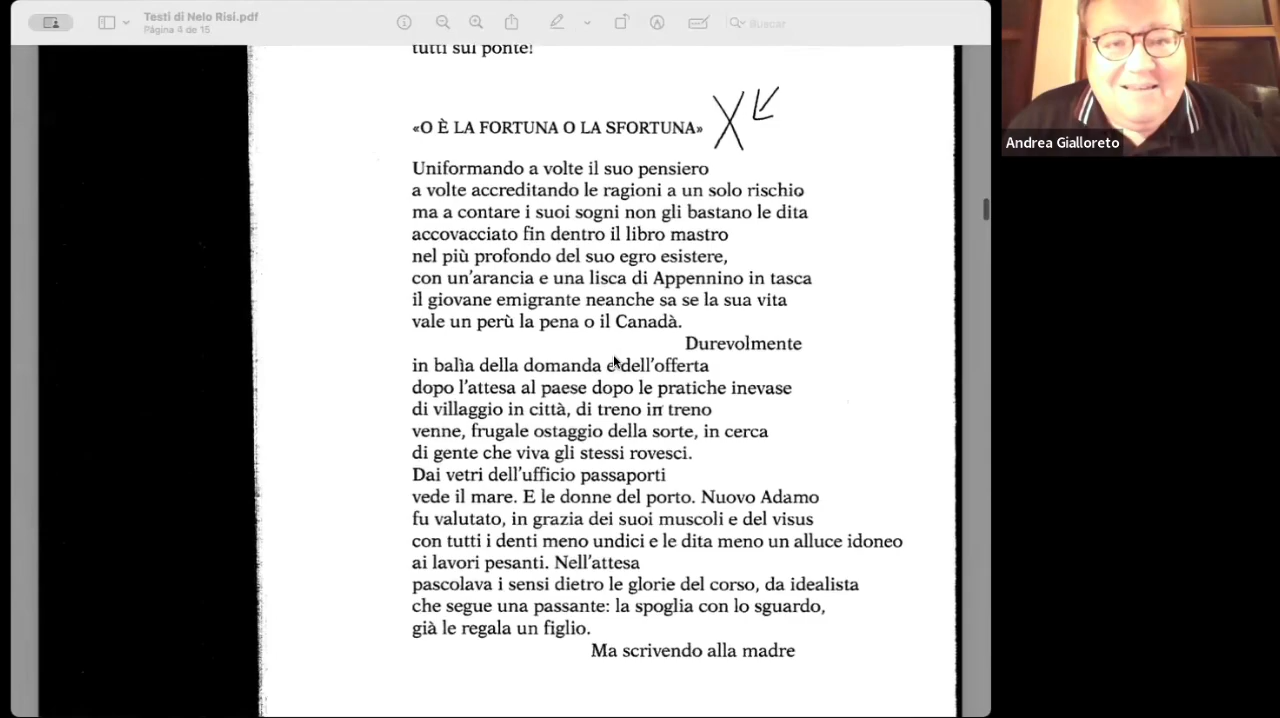 Testi di Nelo Risi.pdf
Página 4 de 15
Buscar
tutti sul ponte!
«O È LA FORTUNA O LA SFORTUNA»
Uniformando a volte il suo pensiero
a volte accreditando le ragioni a un solo rischio
ma a contare i suoi sogni non gli bastano le dita
accovacciato fin dentro il libro mastro
nel più profondo del suo egro esistere,
con un'arancia e una lisca di Appennino in tasca
il giovane emigrante neanche sa se la sua vita
vale un perù la pena o il Canadà.
Durevolmente
in balìa della domanda e dell'offerta
dopo l'attesa al paese dopo le pratiche inevase
di villaggio in città, di treno in treno
venne, frugale ostaggio della sorte, in cerca
di gente che viva gli stessi rovesci.
Dai vetri dell'ufficio passaporti
vede il mare. E le donne del porto. Nuovo Adamo
fu valutato, in grazia dei suoi muscoli e del visus
con tutti i denti meno undici e le dita meno un alluce idoneo
ai lavori pesanti. Nell'attesa
pascolava i sensi dietro le glorie del corso, da idealista
che segue una passante: la spoglia con lo sguardo,
già le regala un figlio.
Ma scrivendo alla madre
Andrea Gialloreto